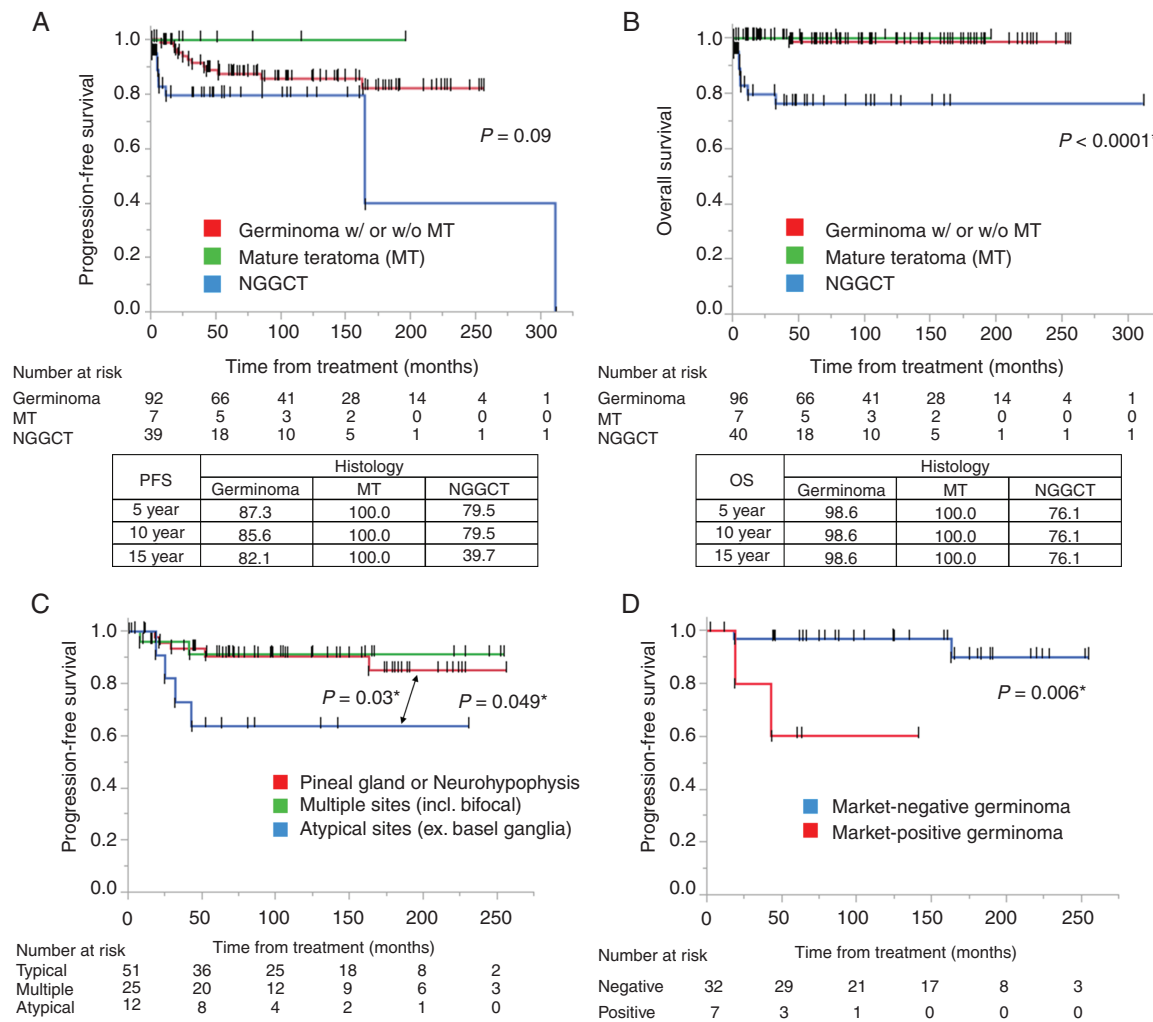 A
Progression-free survival
1.0
0.8
0.6
0.4
0.2
0.0
P = 0.09
Germinoma w/ or w/o MT
Mature teratoma (MT)
NGGCT
0 50 100 150 200 250 300
Time from treatment (months)
Number at risk
Germinoma 92 66 41 28 14 4 1
MT 7 5 3 2 0 0 0
NGGCT 39 18 10 5 1 1 1
PFS Histology
Germinoma MT NGGCT
5 year 87.3 100.0 79.5
10 year 85.6 100.0 79.5
15 year 82.1 100.0 39.7
B
Overall survival
1.0
0.8
0.6
0.4
0.2
0.0
P < 0.0001*
Germinoma w/ or w/o MT
Mature teratoma (MT)
NGGCT
0 50 100 150 200 250 300
Time from treatment (months)
Number at risk
Germinoma 96 66 41 28 14 4 1
MT 7 5 3 2 0 0 0
NGGCT 40 18 10 5 1 1 1
OS Histology
Germinoma MT NGGCT
5 year 98.6 100.0 76.1
10 year 98.6 100.0 76.1
15 year 98.6 100.0 76.1
C
Progression-free survival
1.0
0.8
0.6
0.4
0.2
0.0
P = 0.03*
P = 0.049*
Pineal gland or Neurohypophysis
Multiple sites (incl. bifocal)
Atypical sites (ex. basel ganglia)
0 50 100 150 200 250
Time from treatment (months)
Number at risk
Typical 51 36 25 18 8 2
Multiple 25 20 12 9 6 3
Atypical 12 8 4 2 1 0
D
Progression-free survival
1.0
0.8
0.6
0.4
0.2
0.0
P = 0.006*
Market-negative germinoma
Market-positive germinoma
0 50 100 150 200 250
Time from treatment (months)
Number at risk
Negative 32 29 21 17 8 3
Positive 7 3 1 0 0 0